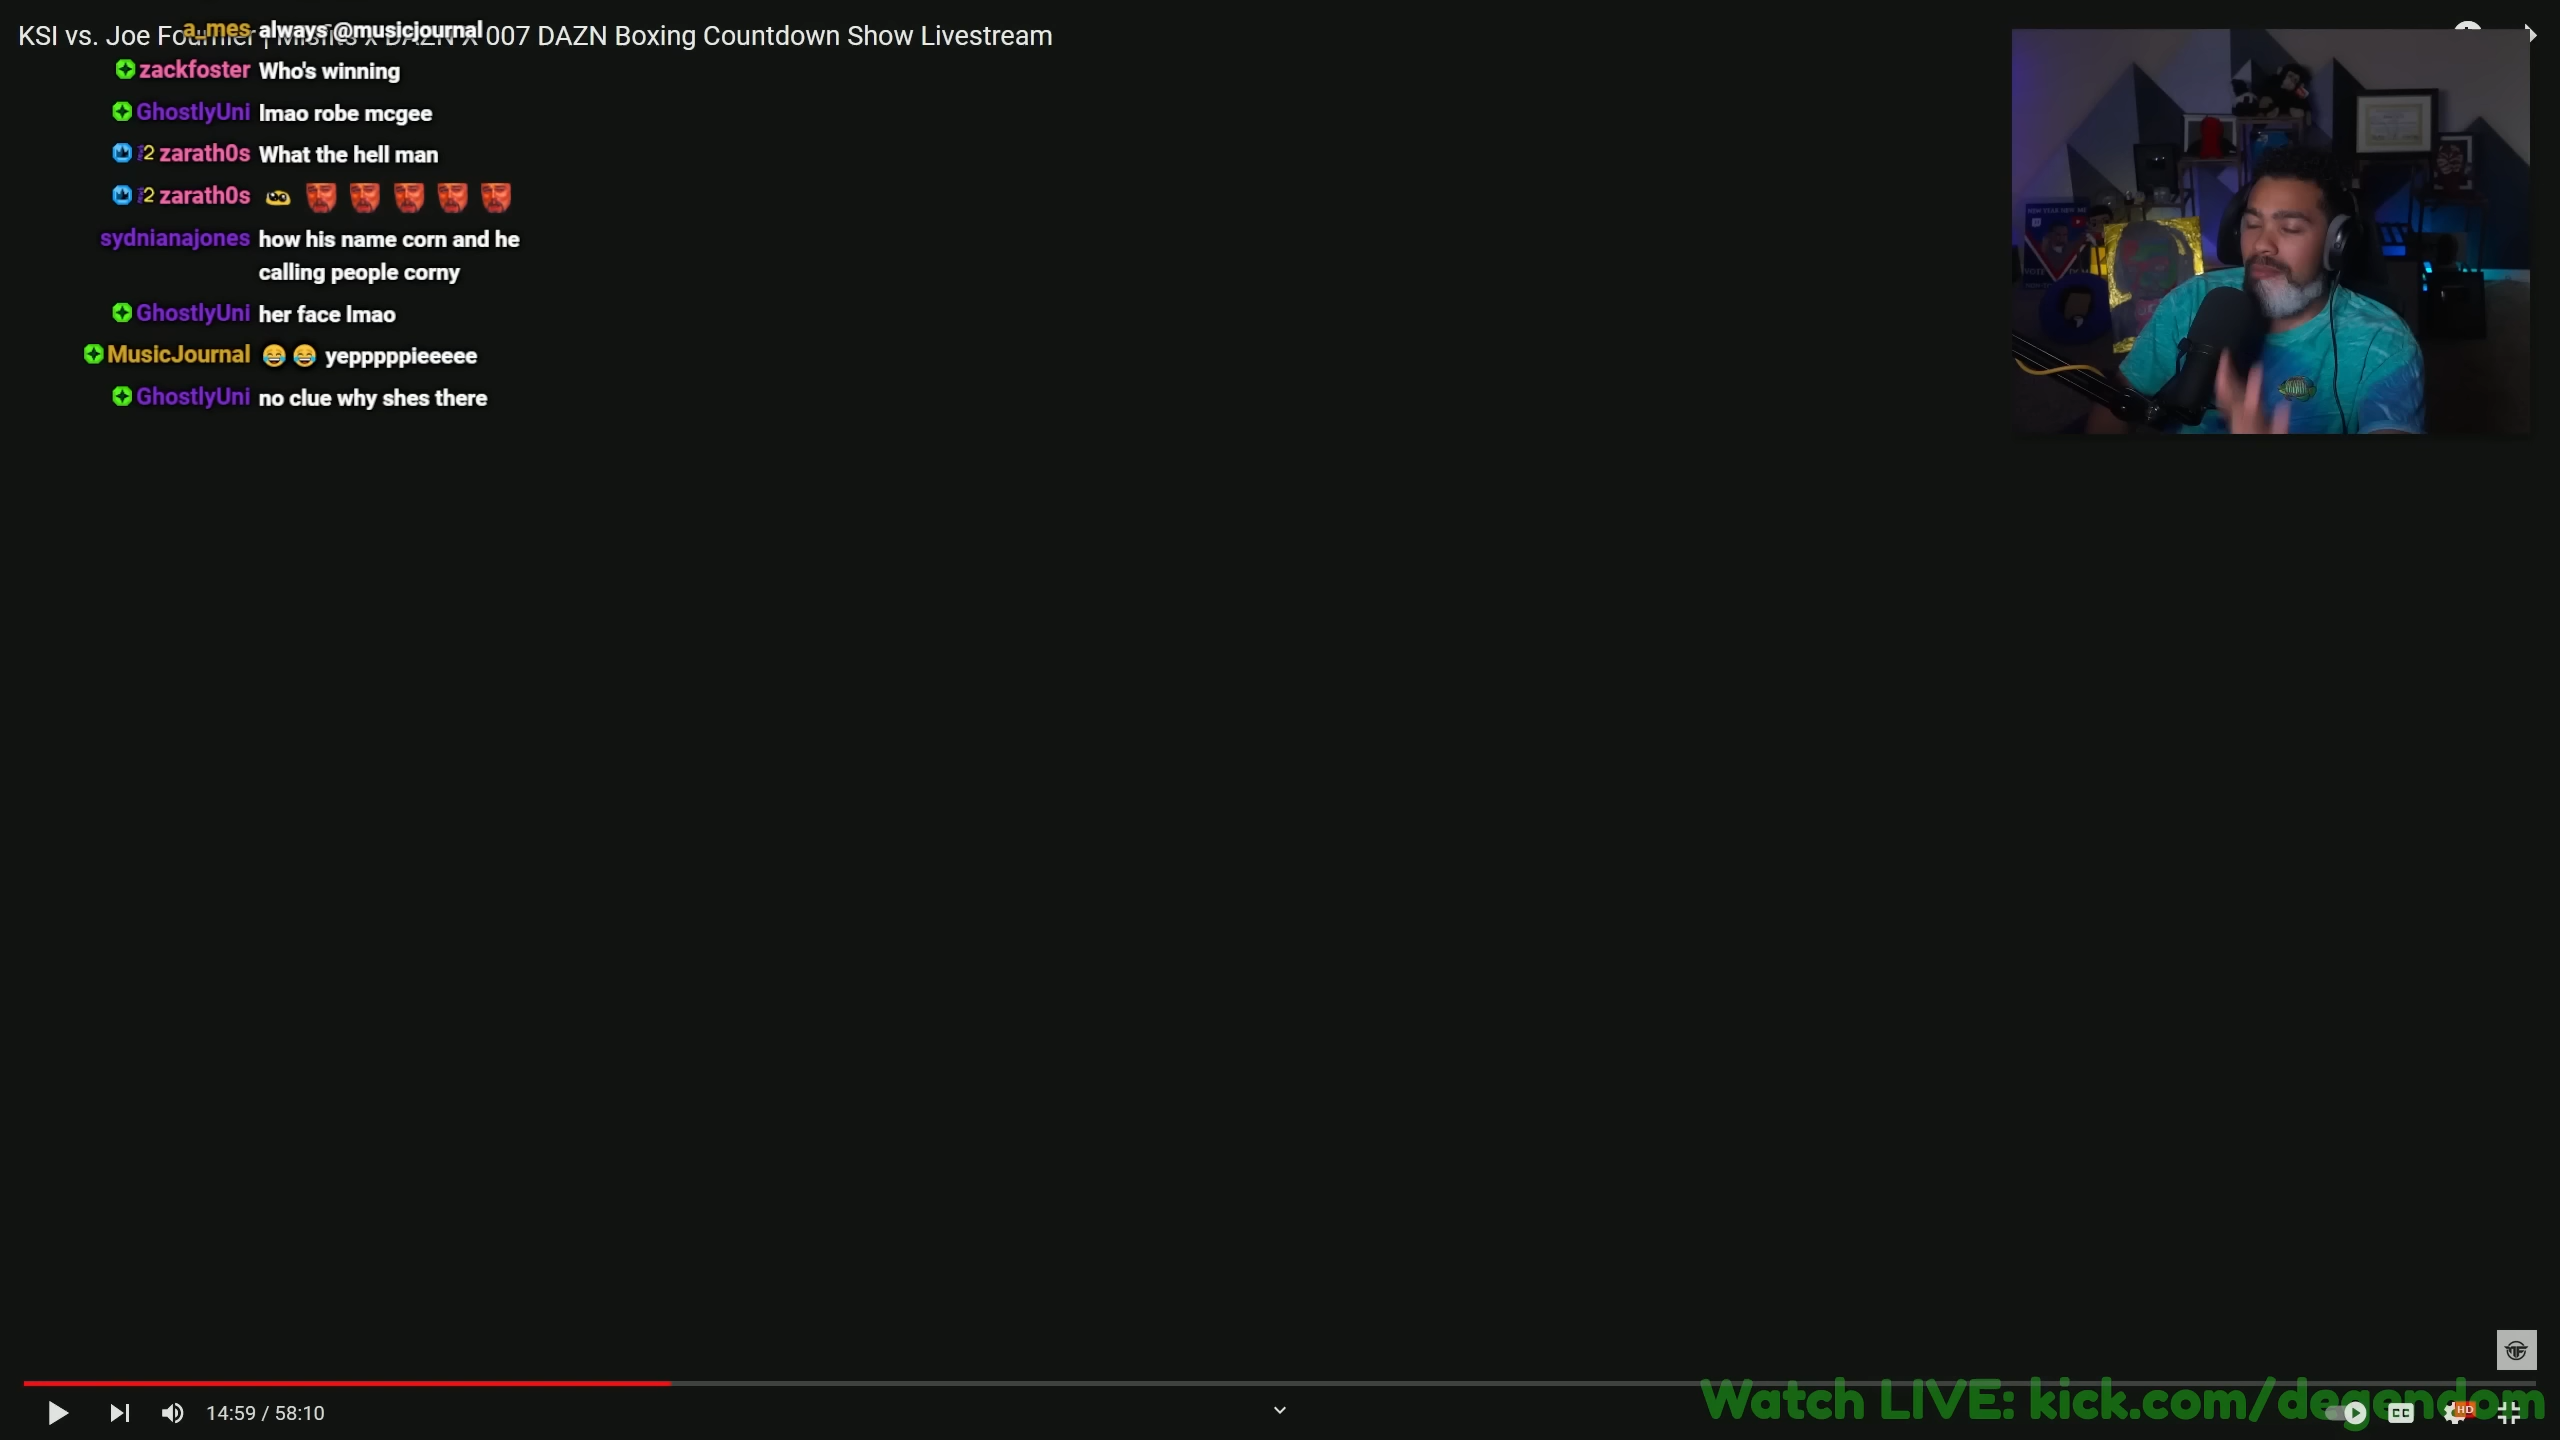 a_mes always @musicjournal
KSI vs. Joe Fournier | Misfits x DAZN X 007 DAZN Boxing Countdown Show Livestream
zackfoster Who's winning
GhostlyUni lmao robe mcgee
2 zarath0s What the hell man
2 zarath0s
sydnianajones how his name corn and he
calling people corny
GhostlyUni her face lmao
MusicJournal 😂 😂 yepppppieeeee
GhostlyUni no clue why shes there
Watch LIVE: kick.com/degendom
14:59 / 58:10
CC
HD